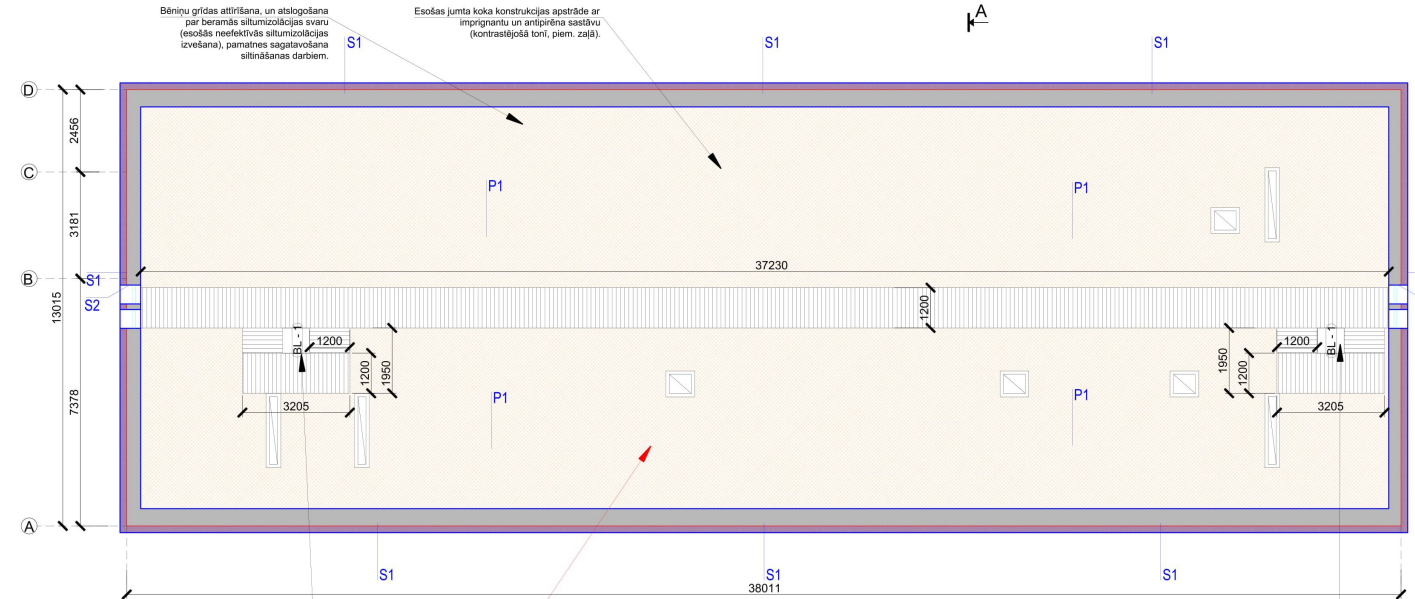 Bēniņu grīdas attīrīšana, un atslogošana
par beramās siltumizolācijas svaru
(esošās neefektīvās siltumizolācijas
izvešana), pamatnes sagatavošana
siltināšanas darbiem.
Esošas jumta koka konstrukcijas apstrāde ar
imprignantu un antipirēna sastāvu
(kontrastējošā tonī, piem. zaļā).
A
S1
S1
S1
D
2456
C
P1
P1
3181
37230
B
S1
S2
13015
1200
BL - 1
1200
1200
1950
3205
1950
1200
1200
BL - 1
3205
7378
P1
P1
A
S1
S1
S1
38011